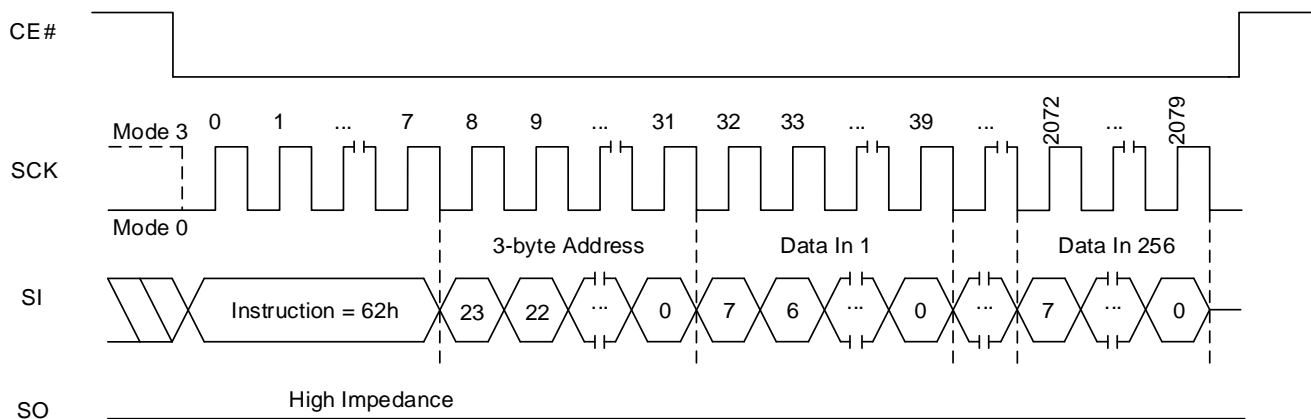 CE#
0 1 ... 7 8 9 ... 31 32 33 ... 39 ... 2072 ... 2079
Mode 3
SCK
Mode 0
3-byte Address Data In 1 Data In 256
SI Instruction = 62h 23 22 ... 0 7 6 ... 0 ... 7 ... 0
High Impedance
SO